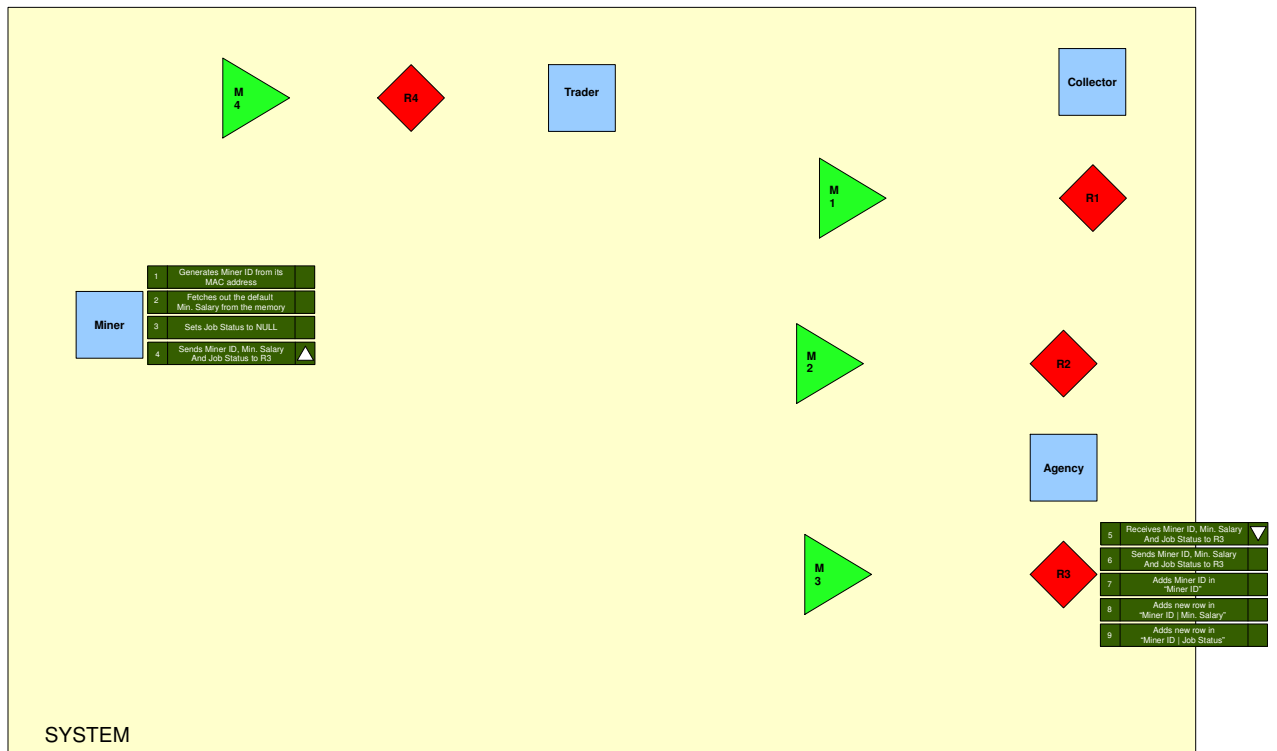 M
4
R4
Trader
Collector
M
1
R1
1
Generates Miner ID from its
MAC address
2
Fetches out the default
Min. Salary from the memory
3
Sets Job Status to NULL
4
Sends Miner ID, Min. Salary
And Job Status to R3
Miner
M
2
R2
Agency
M
3
R3
5
Receives Miner ID, Min. Salary
And Job Status to R3
6
Sends Miner ID, Min. Salary
And Job Status to R3
7
Adds Miner ID in
“Miner ID”
8
Adds new row in
“Miner ID | Min. Salary”
9
Adds new row in
“Miner ID | Job Status”
SYSTEM